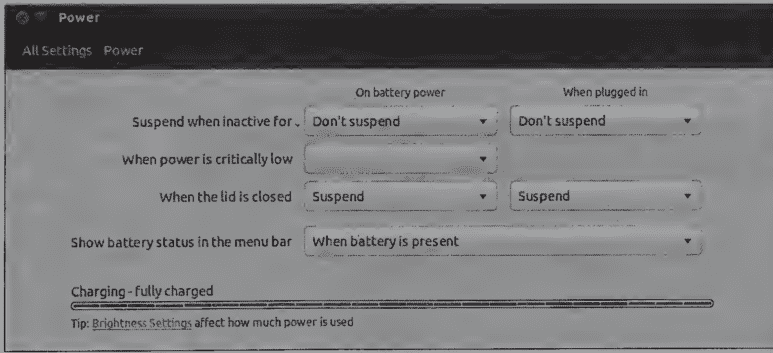 Power
All Settings Power
On battery power When plugged in
Suspend when inactive for Don't suspend Don't suspend
When power is critically low
When the lid is closed Suspend Suspend
Show battery status in the menu bar When battery is present
Charging - fully charged
Tip: Brightness Settings affect how much power is used